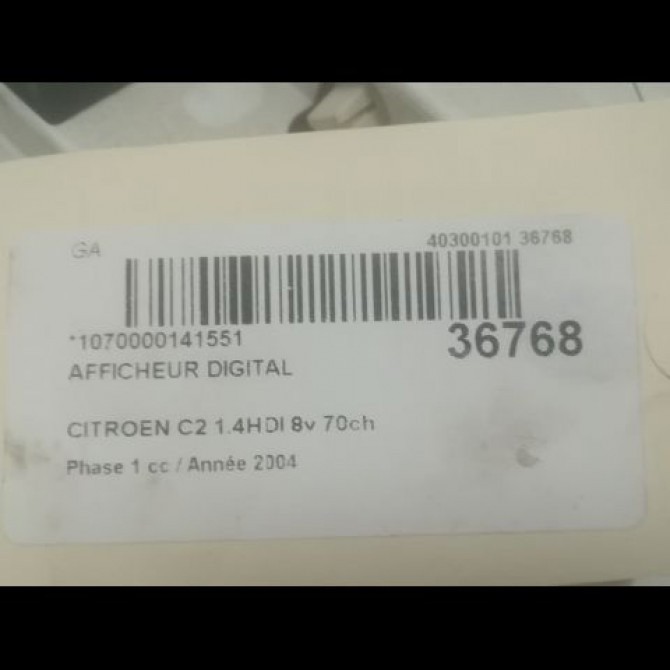 GA
40300101 36768
*1070000141551
36768
AFFICHEUR DIGITAL
CITROEN C2 1.4HDI 8v 70ch
Phase 1 cc / Année 2004